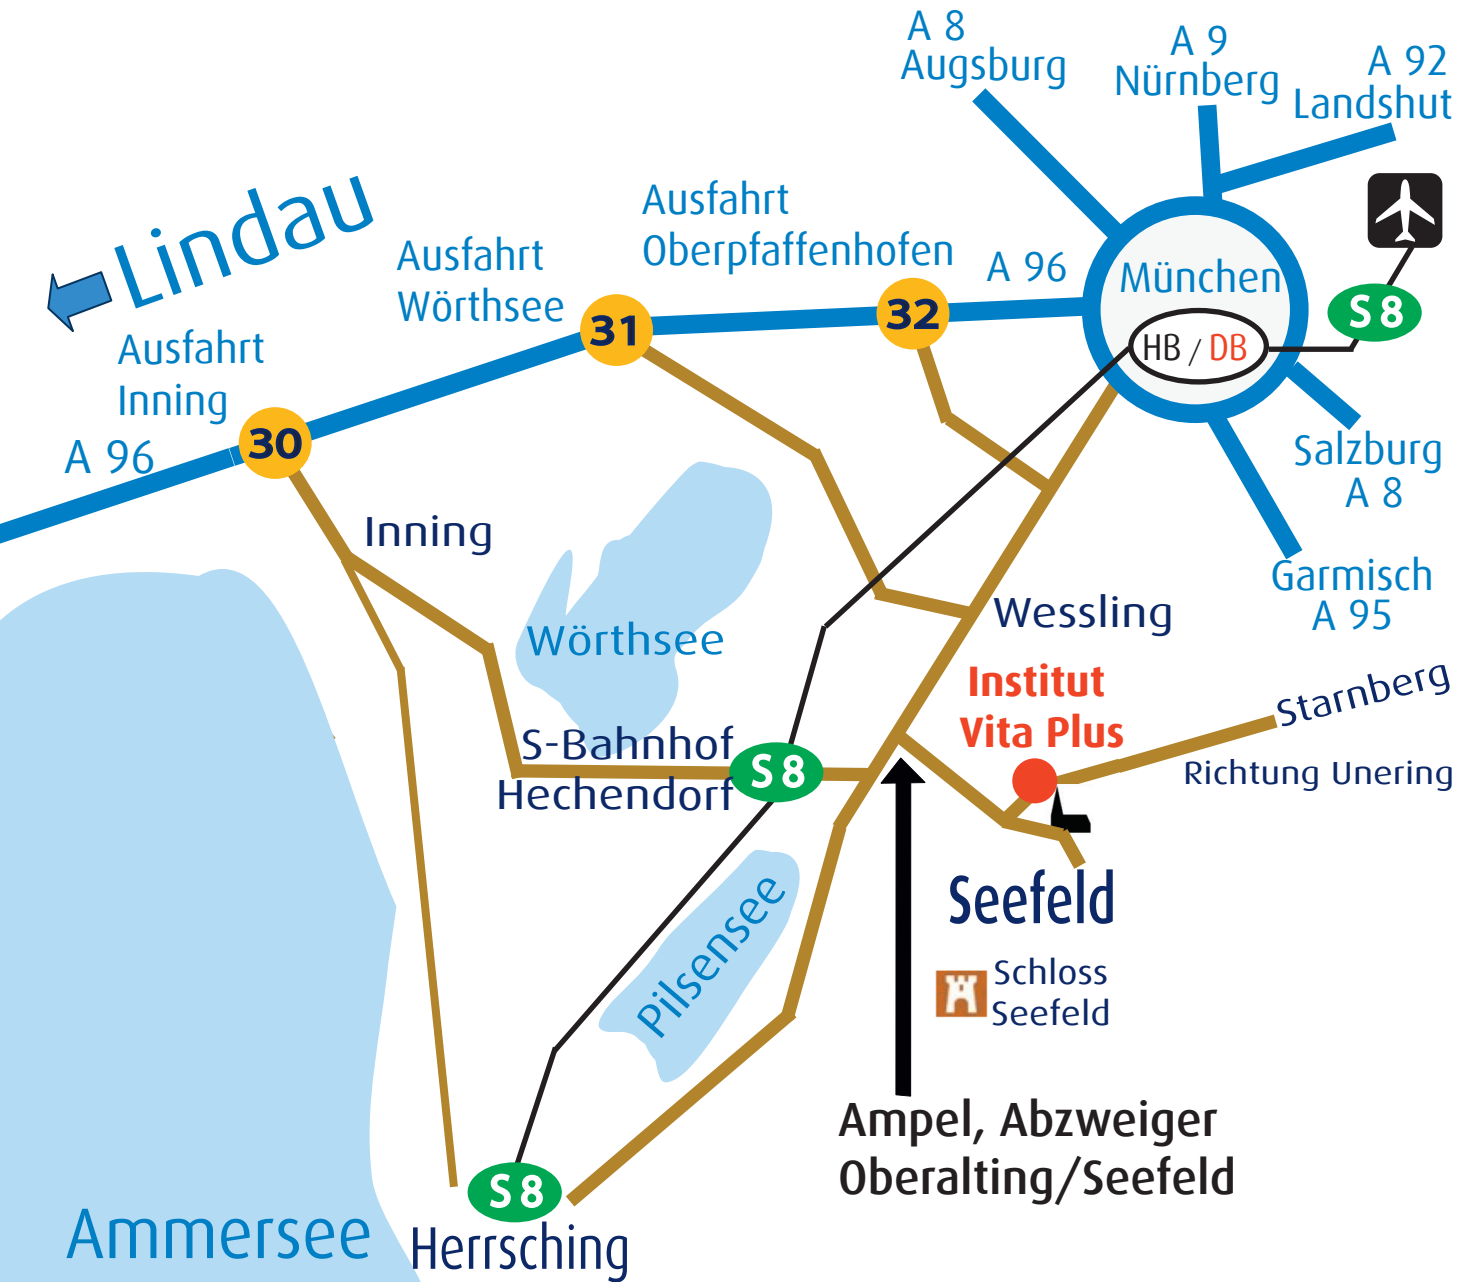 A 8
Augsburg
A 9
Nürnberg
A 92
Landshut
Lindau
Ausfahrt
Oberpfaffenhofen
Ausfahrt
Wörthsee
A 96
München
S 8
32
31
HB / DB
Ausfahrt
Inning
A 96
30
Salzburg
A 8
Inning
Garmisch
A 95
Wörthsee
Wessling
Institut
Vita Plus
Starnberg
Richtung Unering
S-Bahnhof
Hechendorf
S 8
Seefeld
Pilsensee
Schloss
Seefeld
Ampel, Abzweiger
Oberalting/Seefeld
S 8
Ammersee
Herrsching